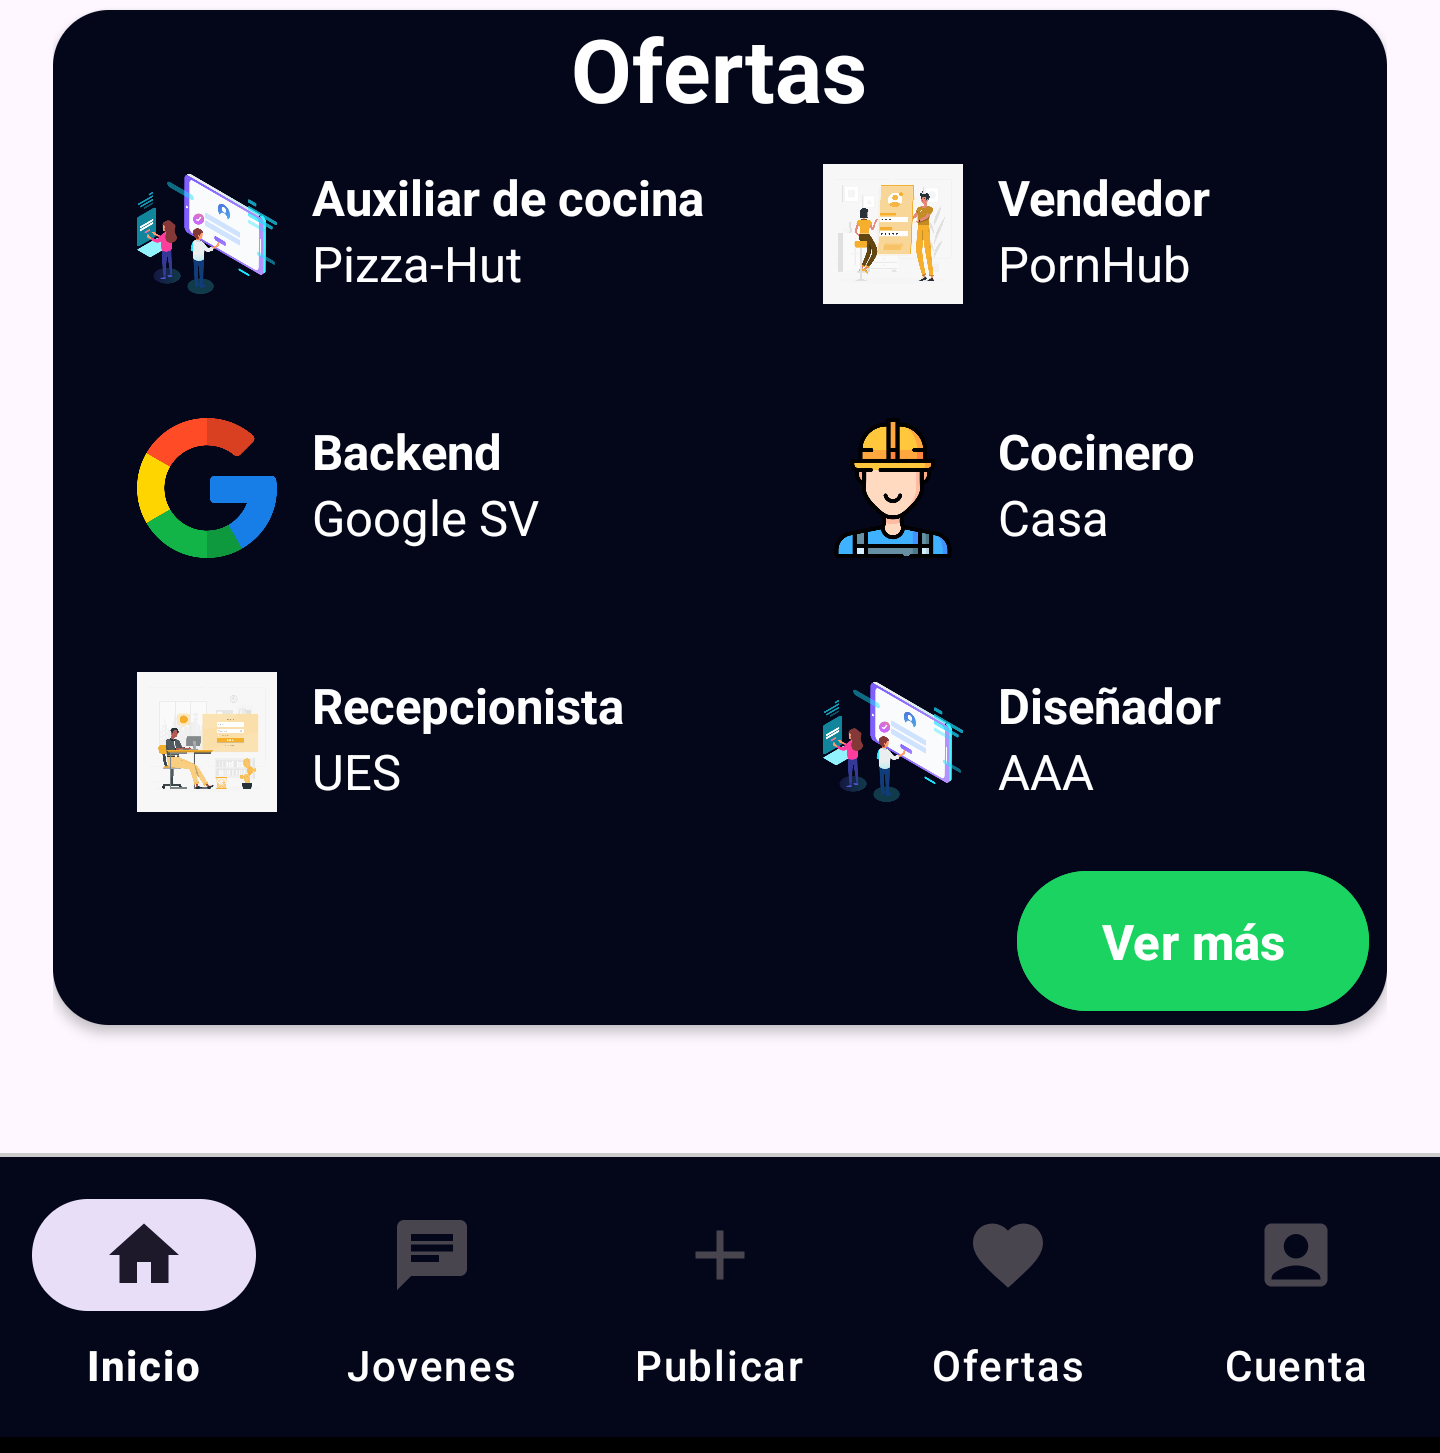 Ofertas
Auxiliar de cocina
Pizza-Hut
Vendedor
PornHub
Backend
Google SV
Cocinero
Casa
Recepcionista
UES
Diseñador
AAA
Ver más
Inicio
Jovenes
Publicar
Ofertas
Cuenta